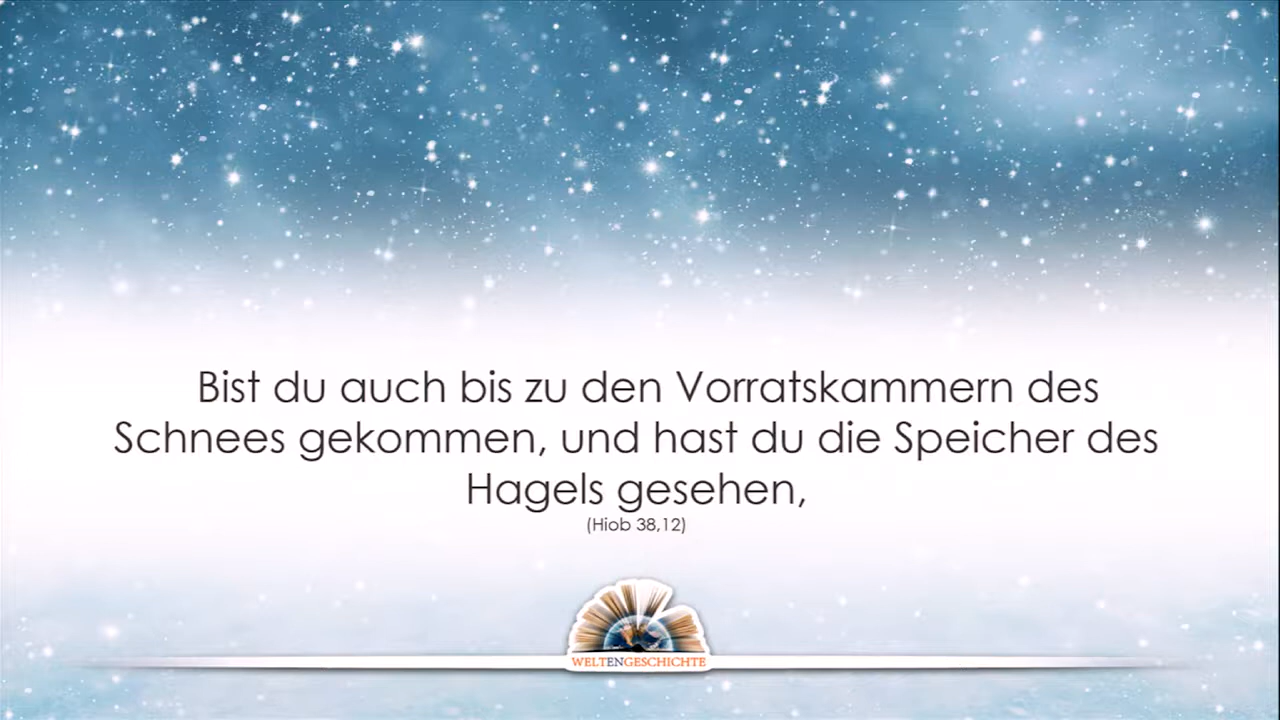 Bist du auch bis zu den Vorratskammern des
Schnees gekommen, und hast du die Speicher des
Hagels gesehen,
(Hiob 38,12)
WELTENGESCHICHTE